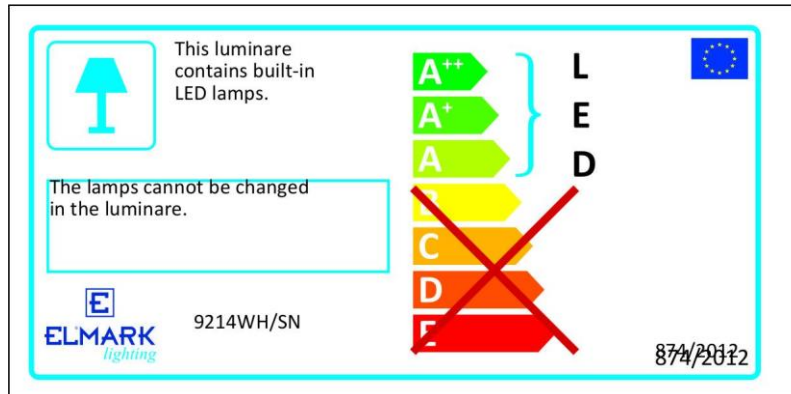 This luminare
contains built-in
LED lamps.
The lamps cannot be changed
in the luminare.
E
ELMARK
lighting
9214WH/SN
A++
A+
A
B
C
D
E
L
E
D
874/2012
874/2012